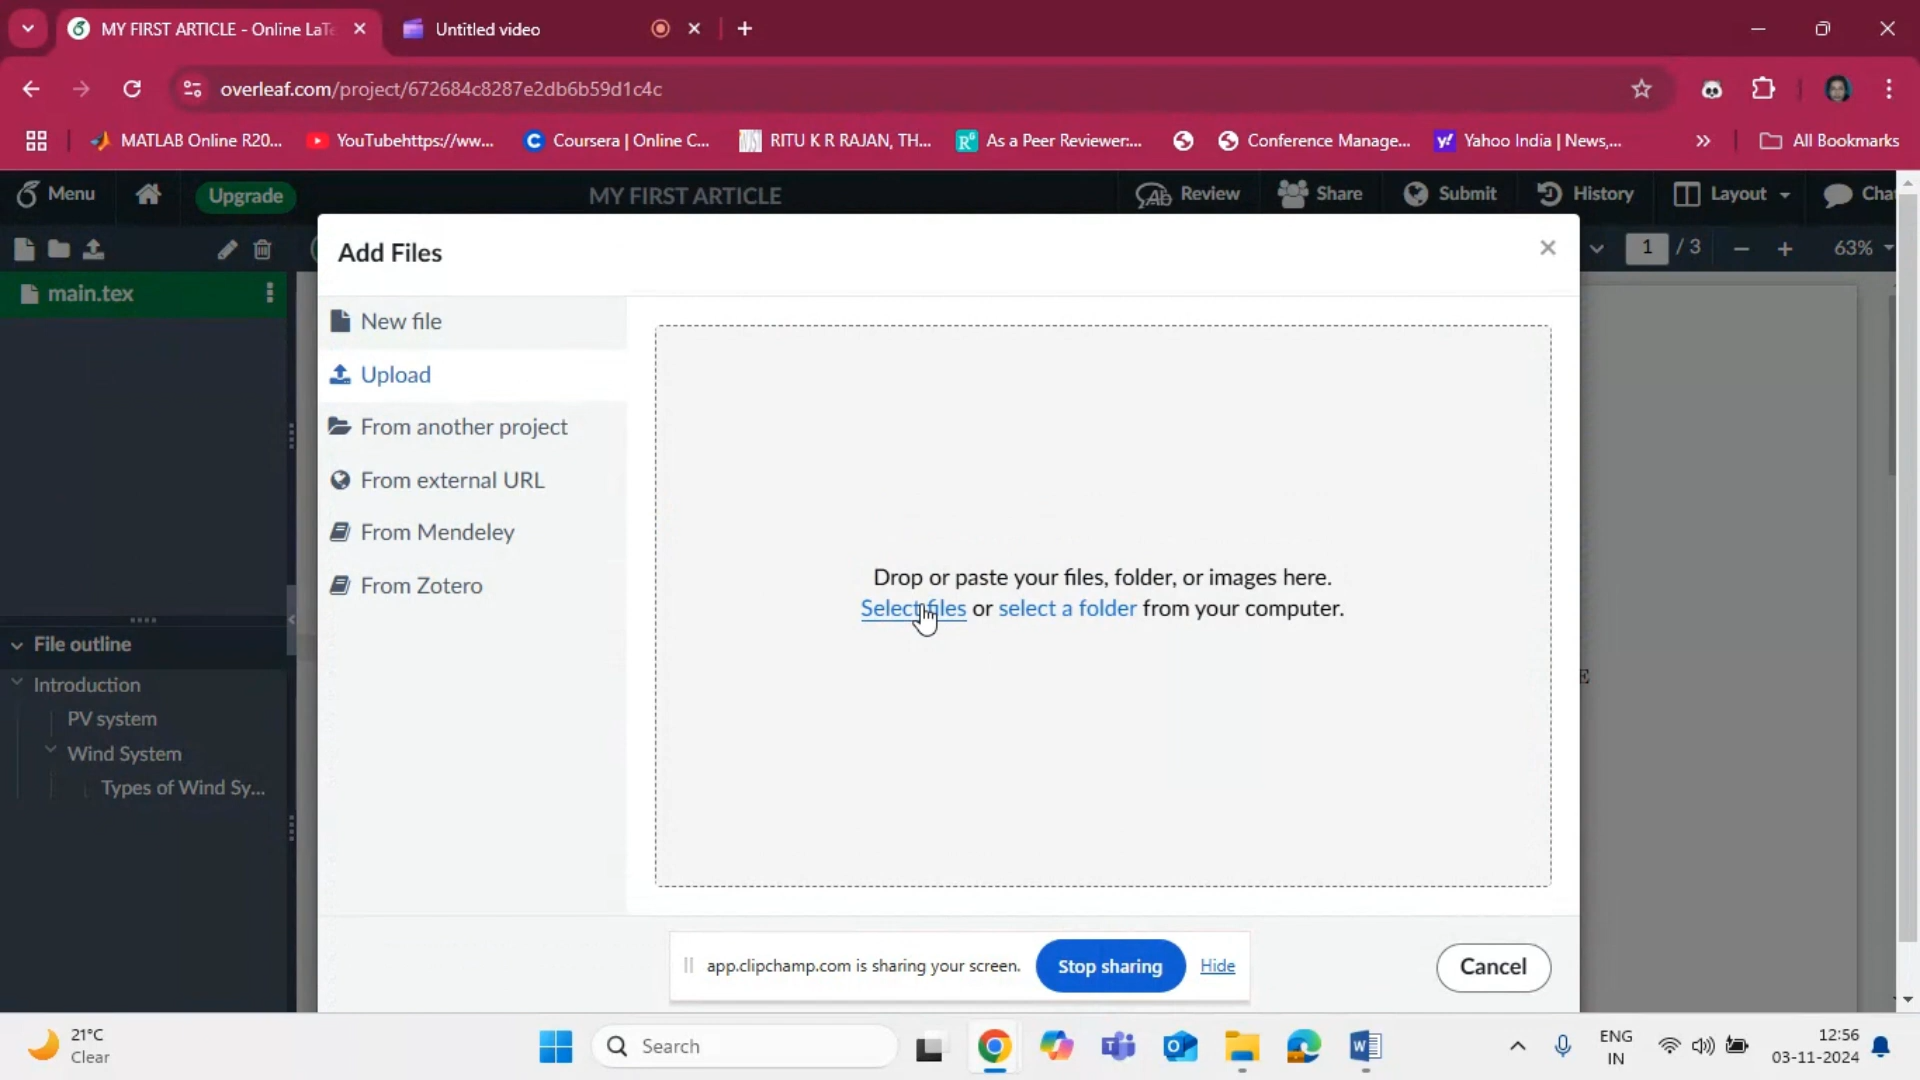 MY FIRST ARTICLE - Online LaTe
Untitled video
overleaf.com/project/672684c8287e2db6b59d1c4c
MATLAB Online R20...
YouTubehttps://ww...
Coursera | Online C...
RITU K R RAJAN, TH...
As a Peer Reviewer:...
Conference Manage...
Yahoo India | News,...
All Bookmarks
Menu
Upgrade
MY FIRST ARTICLE
Review
Share
Submit
History
Layout
Chat
Add Files
1 / 3
63%
main.tex
New file
Upload
From another project
From external URL
From Mendeley
From Zotero
Drop or paste your files, folder, or images here.
Select files or select a folder from your computer.
File outline
Introduction
PV system
Wind System
Types of Wind Sy...
E
app.clipchamp.com is sharing your screen.
Stop sharing
Hide
Cancel
21°C
Clear
Search
ENG
IN
12:56
03-11-2024